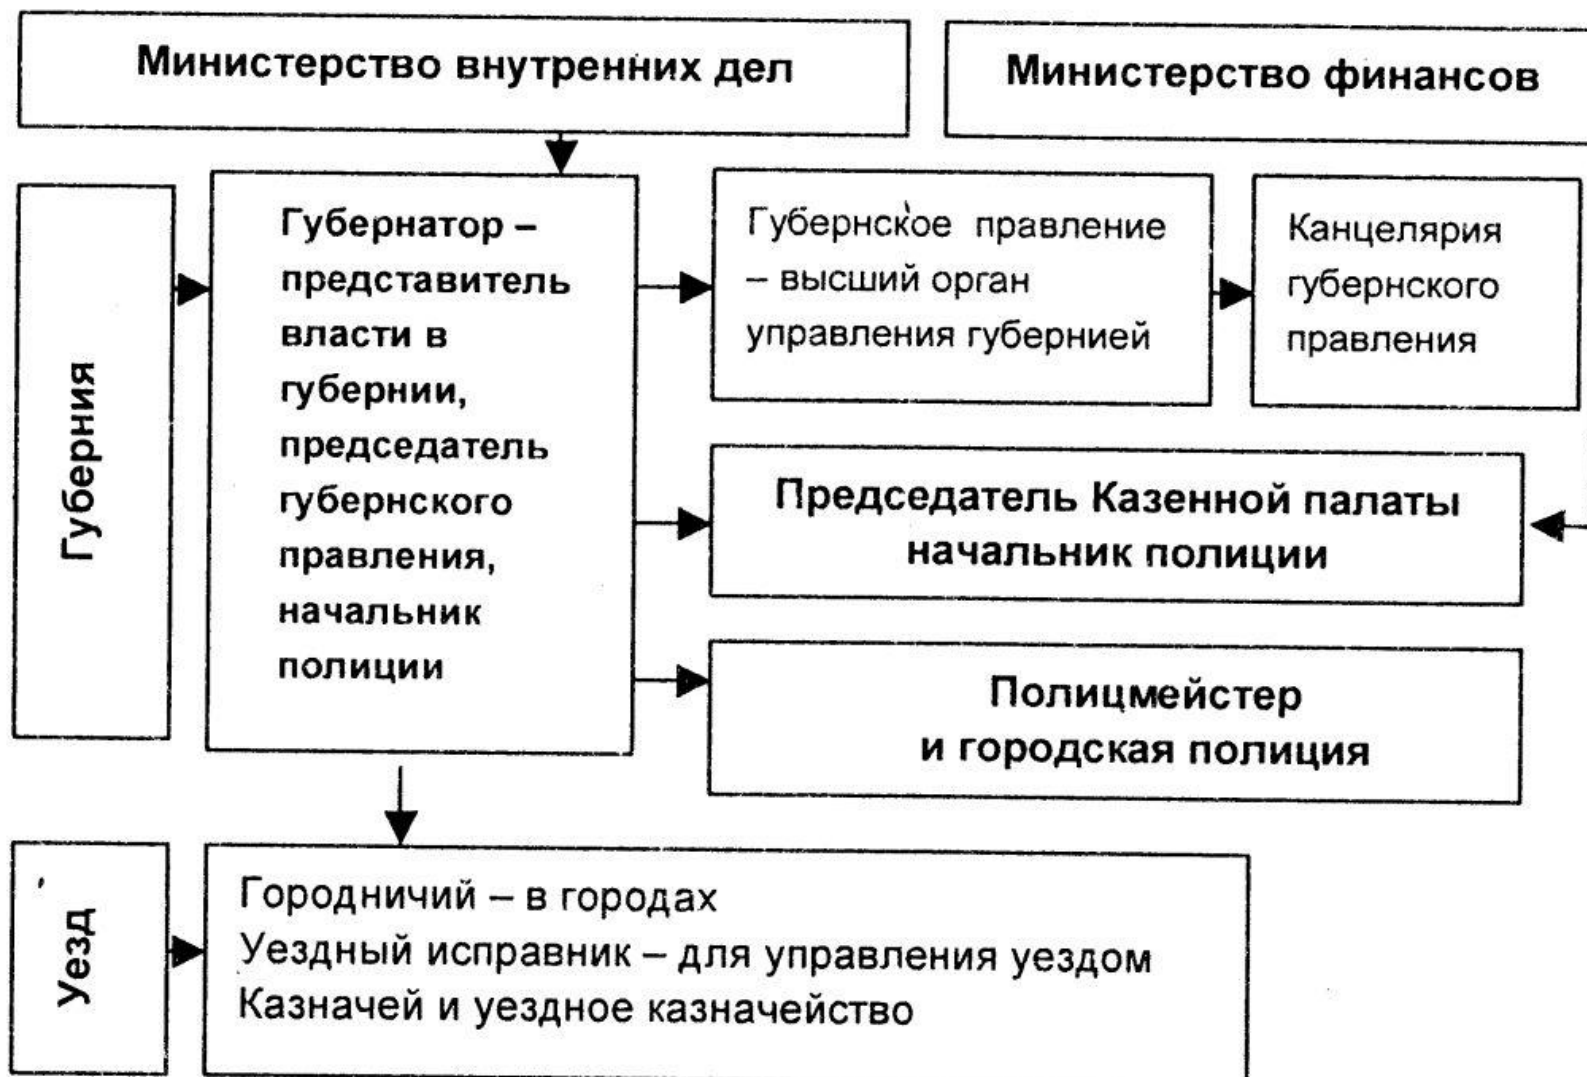 Министерство внутренних дел
Министерство финансов
Губерния
Губернатор –
представитель
власти в
губернии,
председатель
губернского
правления,
начальник
полиции
Губернское правление
– высший орган
управления губернией
Канцелярия
губернского
правления
Председатель Казенной палаты
начальник полиции
Полицмейстер
и городская полиция
Уезд
Городничий – в городах
Уездный исправник – для управления уездом
Казначей и уездное казначейство